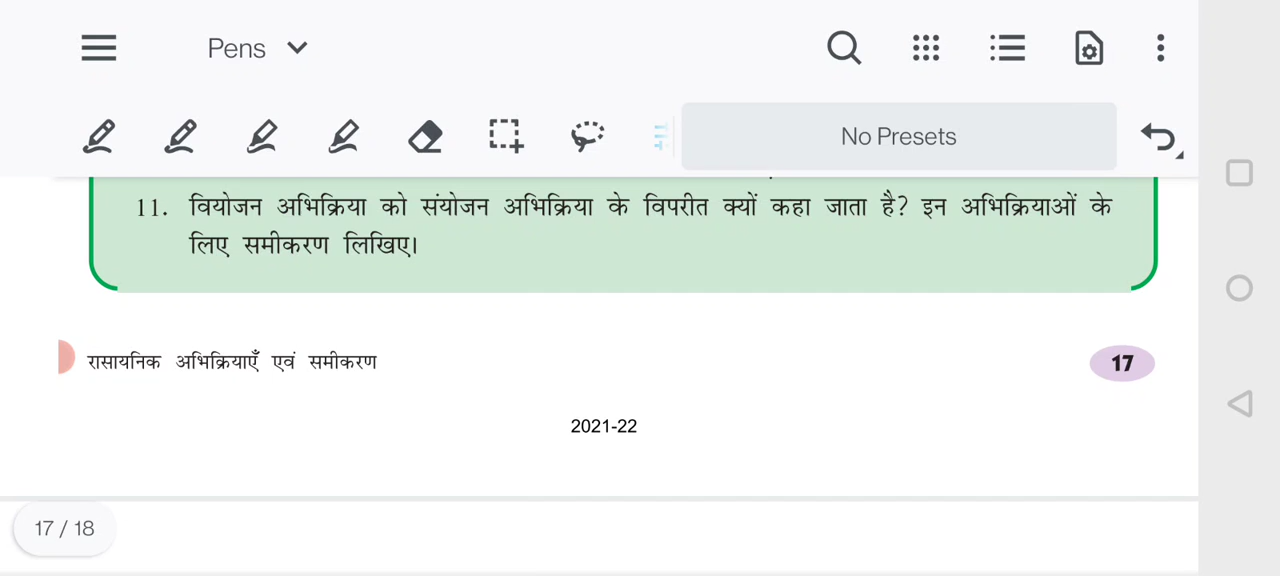 Pens
No Presets
11. वियोजन अभिक्रिया को संयोजन अभिक्रिया के विपरीत क्यों कहा जाता है? इन अभिक्रियाओं के
लिए समीकरण लिखिए।
रासायनिक अभिक्रियाएँ एवं समीकरण
17
2021-22
17 / 18